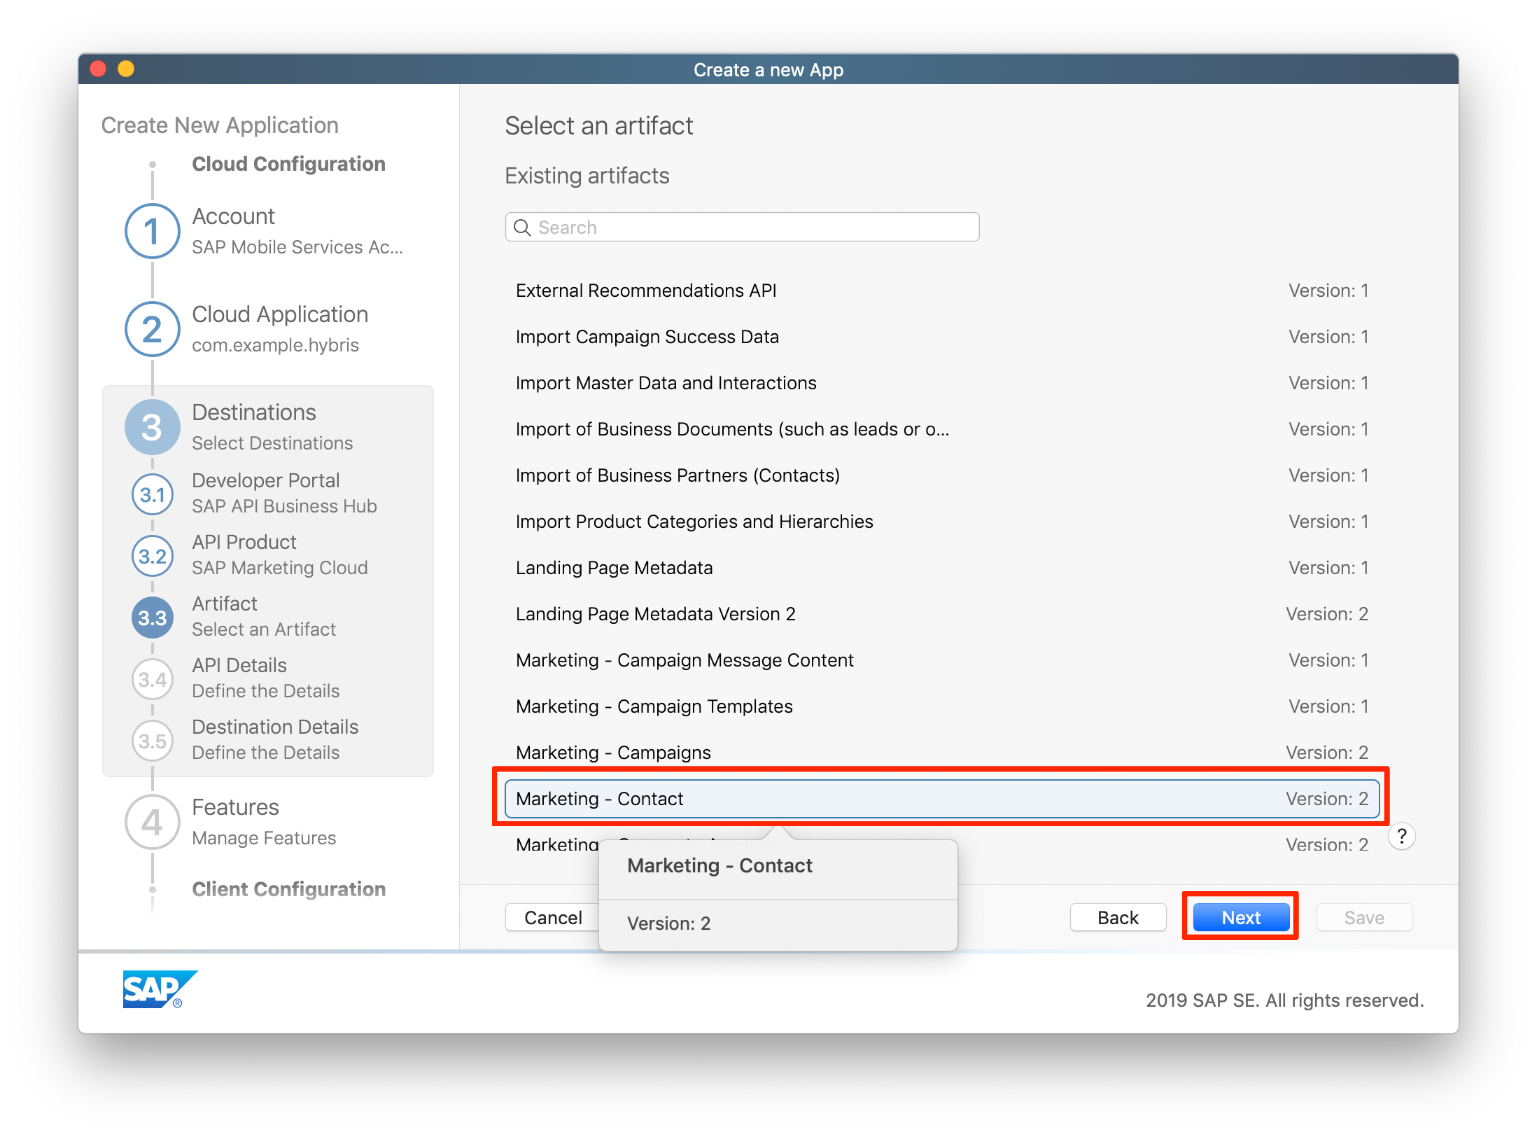 Create a new App
Create New Application
Cloud Configuration
1
Account
SAP Mobile Services Ac...
2
Cloud Application
com.example.hybris
3
Destinations
Select Destinations
3.1
Developer Portal
SAP API Business Hub
3.2
API Product
SAP Marketing Cloud
3.3
Artifact
Select an Artifact
3.4
API Details
Define the Details
3.5
Destination Details
Define the Details
4
Features
Manage Features
Client Configuration
Select an artifact
Existing artifacts
Search
External Recommendations API Version: 1
Import Campaign Success Data Version: 1
Import Master Data and Interactions Version: 1
Import of Business Documents (such as leads or o... Version: 1
Import of Business Partners (Contacts) Version: 1
Import Product Categories and Hierarchies Version: 1
Landing Page Metadata Version: 1
Landing Page Metadata Version 2 Version: 2
Marketing - Campaign Message Content Version: 1
Marketing - Campaign Templates Version: 1
Marketing - Campaigns Version: 2
Marketing - Contact Version: 2
Marketing Version: 2
?
Marketing - Contact
Version: 2
Cancel Back Next Save
SAP®
2019 SAP SE. All rights reserved.